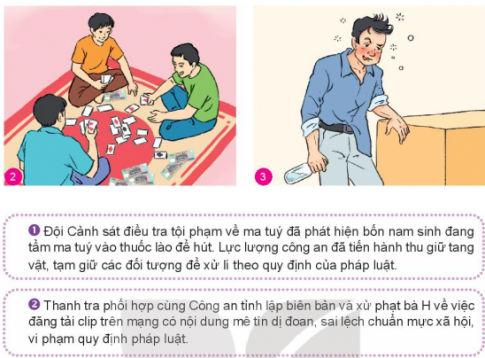 2
3
1 Đội Cảnh sát điều tra tội phạm về ma tuý đã phát hiện bốn nam sinh đang
tẩm ma tuý vào thuốc lào để hút. Lực lượng công an đã tiến hành thu giữ tang
vật, tạm giữ các đối tượng để xử lí theo quy định của pháp luật.
2 Thanh tra phối hợp cùng Công an tỉnh lập biên bản và xử phạt bà H về việc
đăng tải clip trên mạng có nội dung mê tín dị đoan, sai lệch chuẩn mực xã hội,
vi phạm quy định pháp luật.